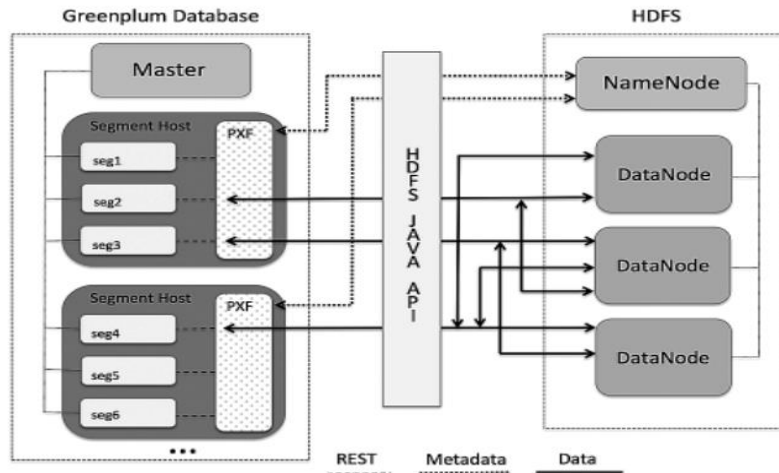 Greenplum Database
HDFS
Master
NameNode
Segment Host
PXF
seg1
seg2
seg3
Segment Host
PXF
seg4
seg5
seg6
...
HDFS JAVA API
DataNode
DataNode
DataNode
REST
Metadata
Data